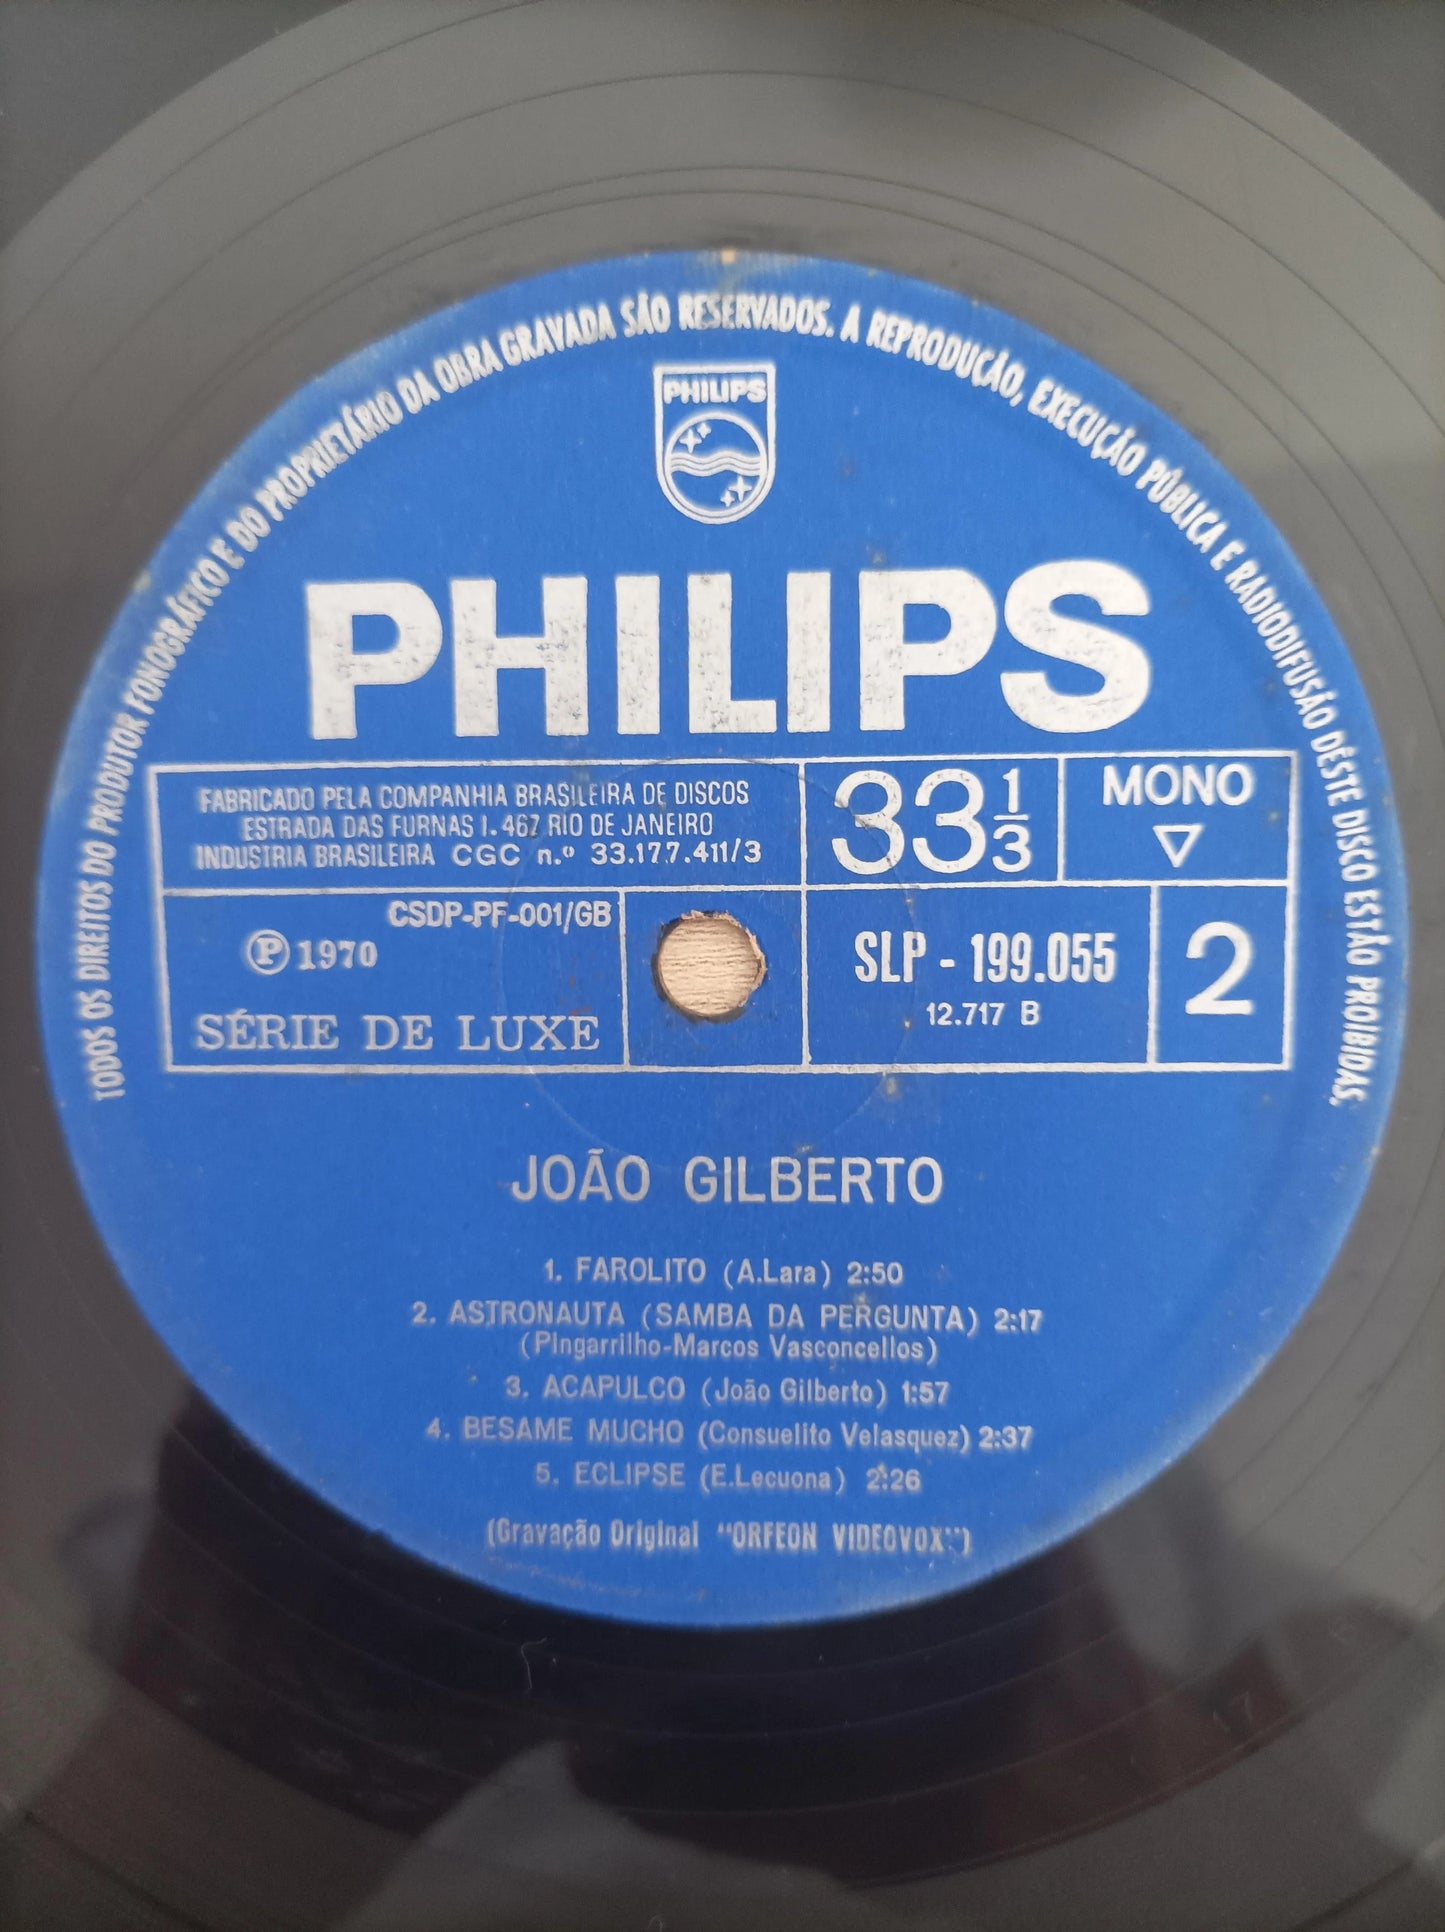 TODOS OS DIREITOS DO PRODUTOR FONOGRÁFICO E DO PROPRIETÁRIO DA OBRA GRAVADA SÃO RESERVADOS. A REPRODUÇÃO, EXECUÇÃO PÚBLICA E RADIODIFUSÃO DÊSTE DISCO ESTÃO PROIBIDAS.
PHILIPS
PHILIPS
FABRICADO PELA COMPANHIA BRASILEIRA DE DISCOS
ESTRADA DAS FURNAS 1.467 RIO DE JANEIRO
INDUSTRIA BRASILEIRA CGC n.º 33.177.411/3
33 1/3
MONO
CSDP-PF-001/GB
Ⓟ 1970
SÉRIE DE LUXE
SLP - 199.055
12.717 B
2
JOÃO GILBERTO
1. FAROLITO (A.Lara) 2:50
2. ASTRONAUTA (SAMBA DA PERGUNTA) 2:17
(Pingarrilho-Marcos Vasconcellos)
3. ACAPULCO (João Gilberto) 1:57
4. BESAME MUCHO (Consuelito Velasquez) 2:37
5. ECLIPSE (E.Lecuona) 2:26
(Gravação Original "ORFEON VIDEOVOX")